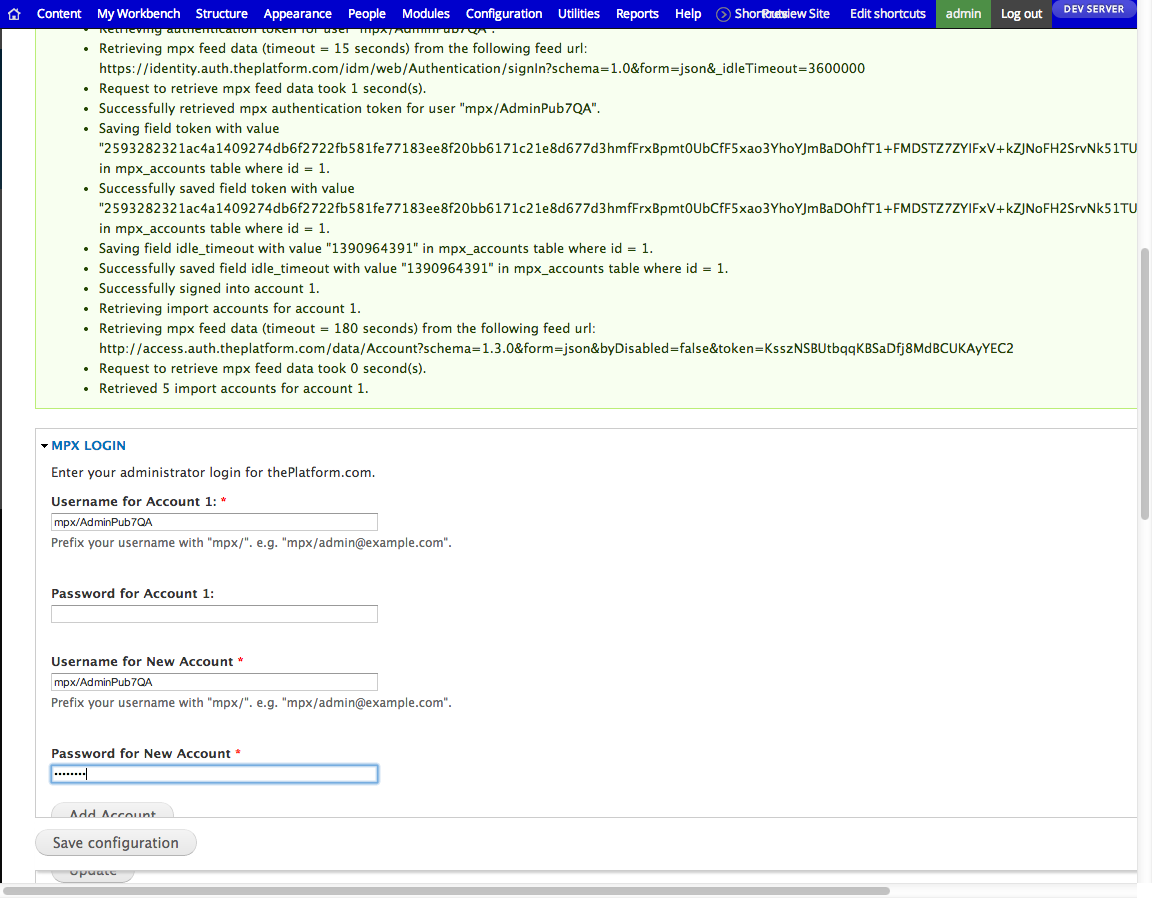 Content My Workbench Structure Appearance People Modules Configuration Utilities Reports Help Shortcuts Preview Site Edit shortcuts admin Log out DEV SERVER
Retrieving authentication token for user "mpx/AdminPub7QA".
Retrieving mpx feed data (timeout = 15 seconds) from the following feed url:
https://identity.auth.theplatform.com/idm/web/Authentication/signIn?schema=1.0&form=json&_idleTimeout=3600000
Request to retrieve mpx feed data took 1 second(s).
Successfully retrieved mpx authentication token for user "mpx/AdminPub7QA".
Saving field token with value
"2593282321ac4a1409274db6f2722fb581fe77183ee8f20bb6171c21e8d677d3hmfFrxBpmt0UbCfF5xao3YhoYJmBaDOhfT1+FMDSTZ7ZYIFxV+kZJNoFH2SrvNk51TU
in mpx_accounts table where id = 1.
Successfully saved field token with value
"2593282321ac4a1409274db6f2722fb581fe77183ee8f20bb6171c21e8d677d3hmfFrxBpmt0UbCfF5xao3YhoYJmBaDOhfT1+FMDSTZ7ZYIFxV+kZJNoFH2SrvNk51TU
in mpx_accounts table where id = 1.
Saving field idle_timeout with value "1390964391" in mpx_accounts table where id = 1.
Successfully saved field idle_timeout with value "1390964391" in mpx_accounts table where id = 1.
Successfully signed into account 1.
Retrieving import accounts for account 1.
Retrieving mpx feed data (timeout = 180 seconds) from the following feed url:
http://access.auth.theplatform.com/data/Account?schema=1.3.0&form=json&byDisabled=false&token=KsszNSBUtbqqKBSaDfj8MdBCUKAyYEC2
Request to retrieve mpx feed data took 0 second(s).
Retrieved 5 import accounts for account 1.
MPX LOGIN
Enter your administrator login for thePlatform.com.
Username for Account 1: *
mpx/AdminPub7QA
Prefix your username with "mpx/". e.g. "mpx/admin@example.com".
Password for Account 1:
Username for New Account *
mpx/AdminPub7QA
Prefix your username with "mpx/". e.g. "mpx/admin@example.com".
Password for New Account *
Add Account
Save configuration
Update